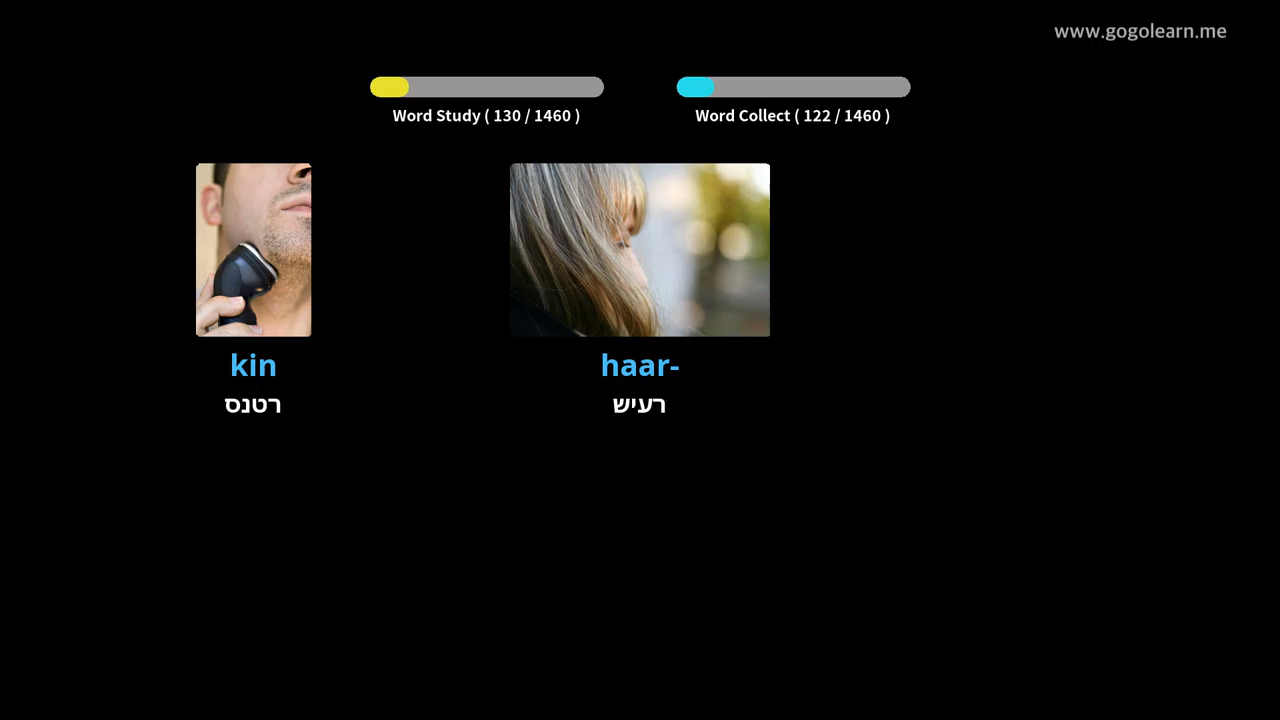 www.gogolearn.me
Word Study ( 130 / 1460 )
Word Collect ( 122 / 1460 )
kin
רטנס
haar-
רעיש